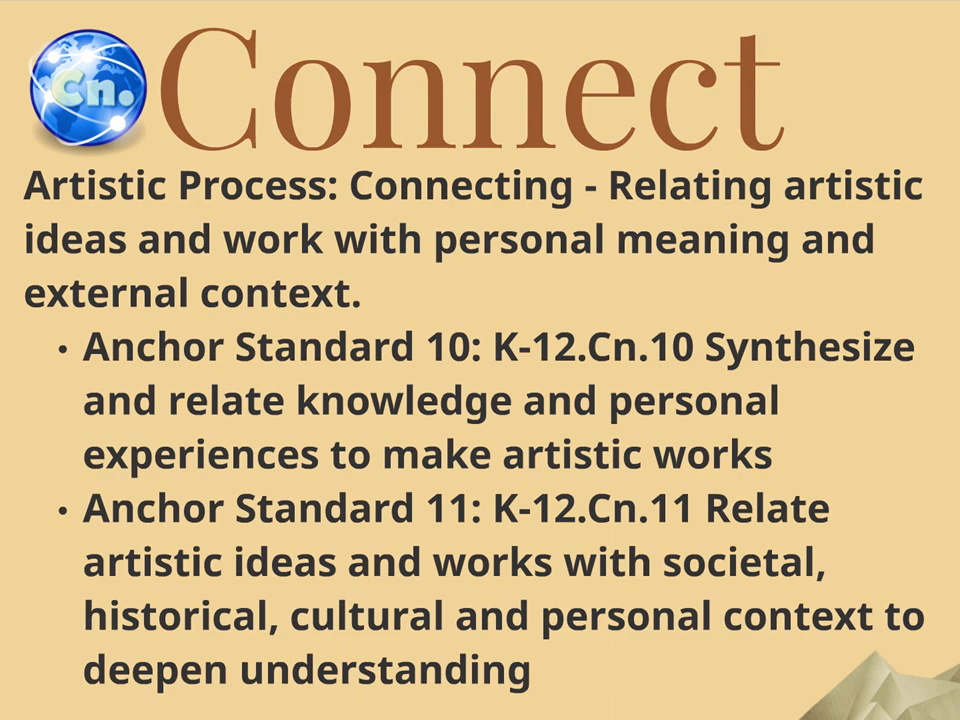 Cn.
Connect
Artistic Process: Connecting - Relating artistic
ideas and work with personal meaning and
external context.
• Anchor Standard 10: K-12.Cn.10 Synthesize
and relate knowledge and personal
experiences to make artistic works
• Anchor Standard 11: K-12.Cn.11 Relate
artistic ideas and works with societal,
historical, cultural and personal context to
deepen understanding